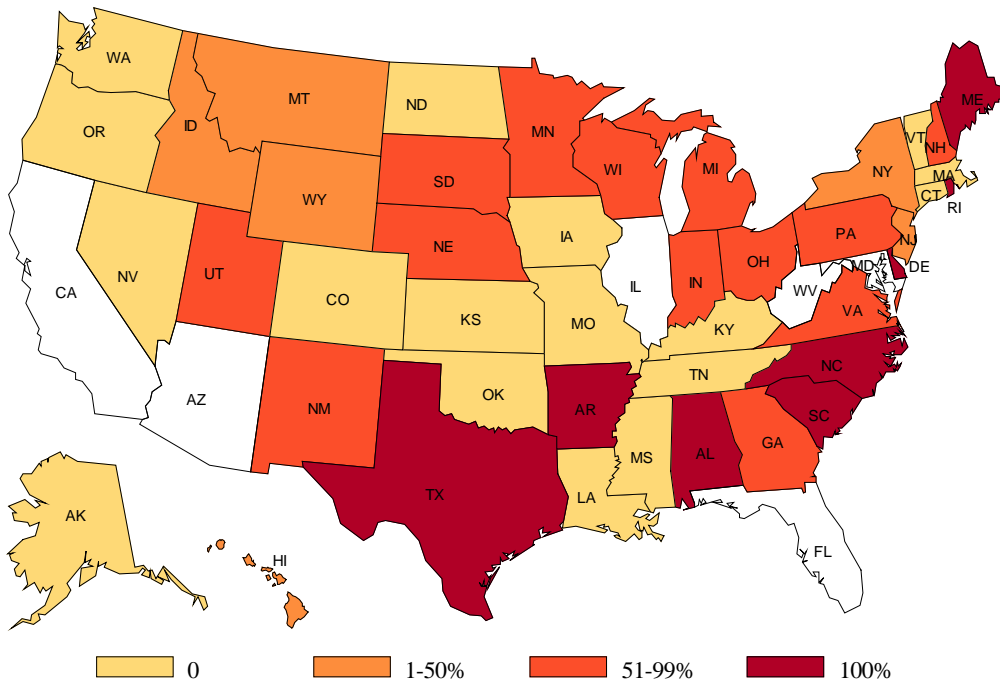 WA
MT
ND
MN
ME
OR
ID
VT
NH
WI
MI
NY
MA
SD
CT
WY
RI
PA
IA
NE
NJ
UT
OH
MD
DE
NV
IN
IL
WV
CA
CO
VA
KS
MO
KY
NC
TN
OK
AZ
NM
AR
SC
GA
AL
MS
TX
LA
AK
FL
HI
0 1-50% 51-99% 100%